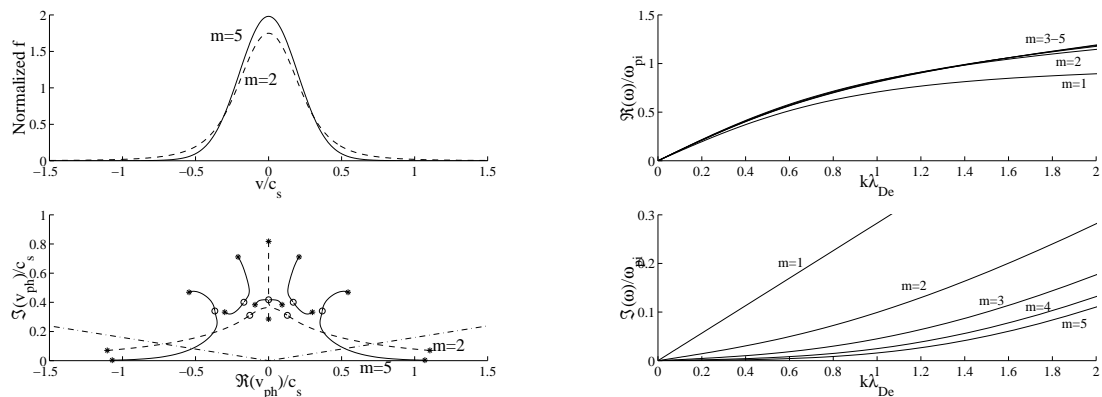 Normalized f
2
1.5
1
0.5
0
m=5
m=2
−1.5 −1 −0.5 0 0.5 1 1.5
v/c_s
ℜ(ω)/ω_pi
1.5
1
0.5
0
m=3−5
m=2
m=1
0 0.2 0.4 0.6 0.8 1 1.2 1.4 1.6 1.8 2
kλ_De
ℑ(v_ph)/c_s
1
0.8
0.6
0.4
0.2
0
m=2
m=5
−1.5 −1 −0.5 0 0.5 1 1.5
ℜ(v_ph)/c_s
ℑ(ω)/ω_pi
0.3
0.2
0.1
0
m=1
m=2
m=3
m=4
m=5
0 0.2 0.4 0.6 0.8 1 1.2 1.4 1.6 1.8 2
kλ_De